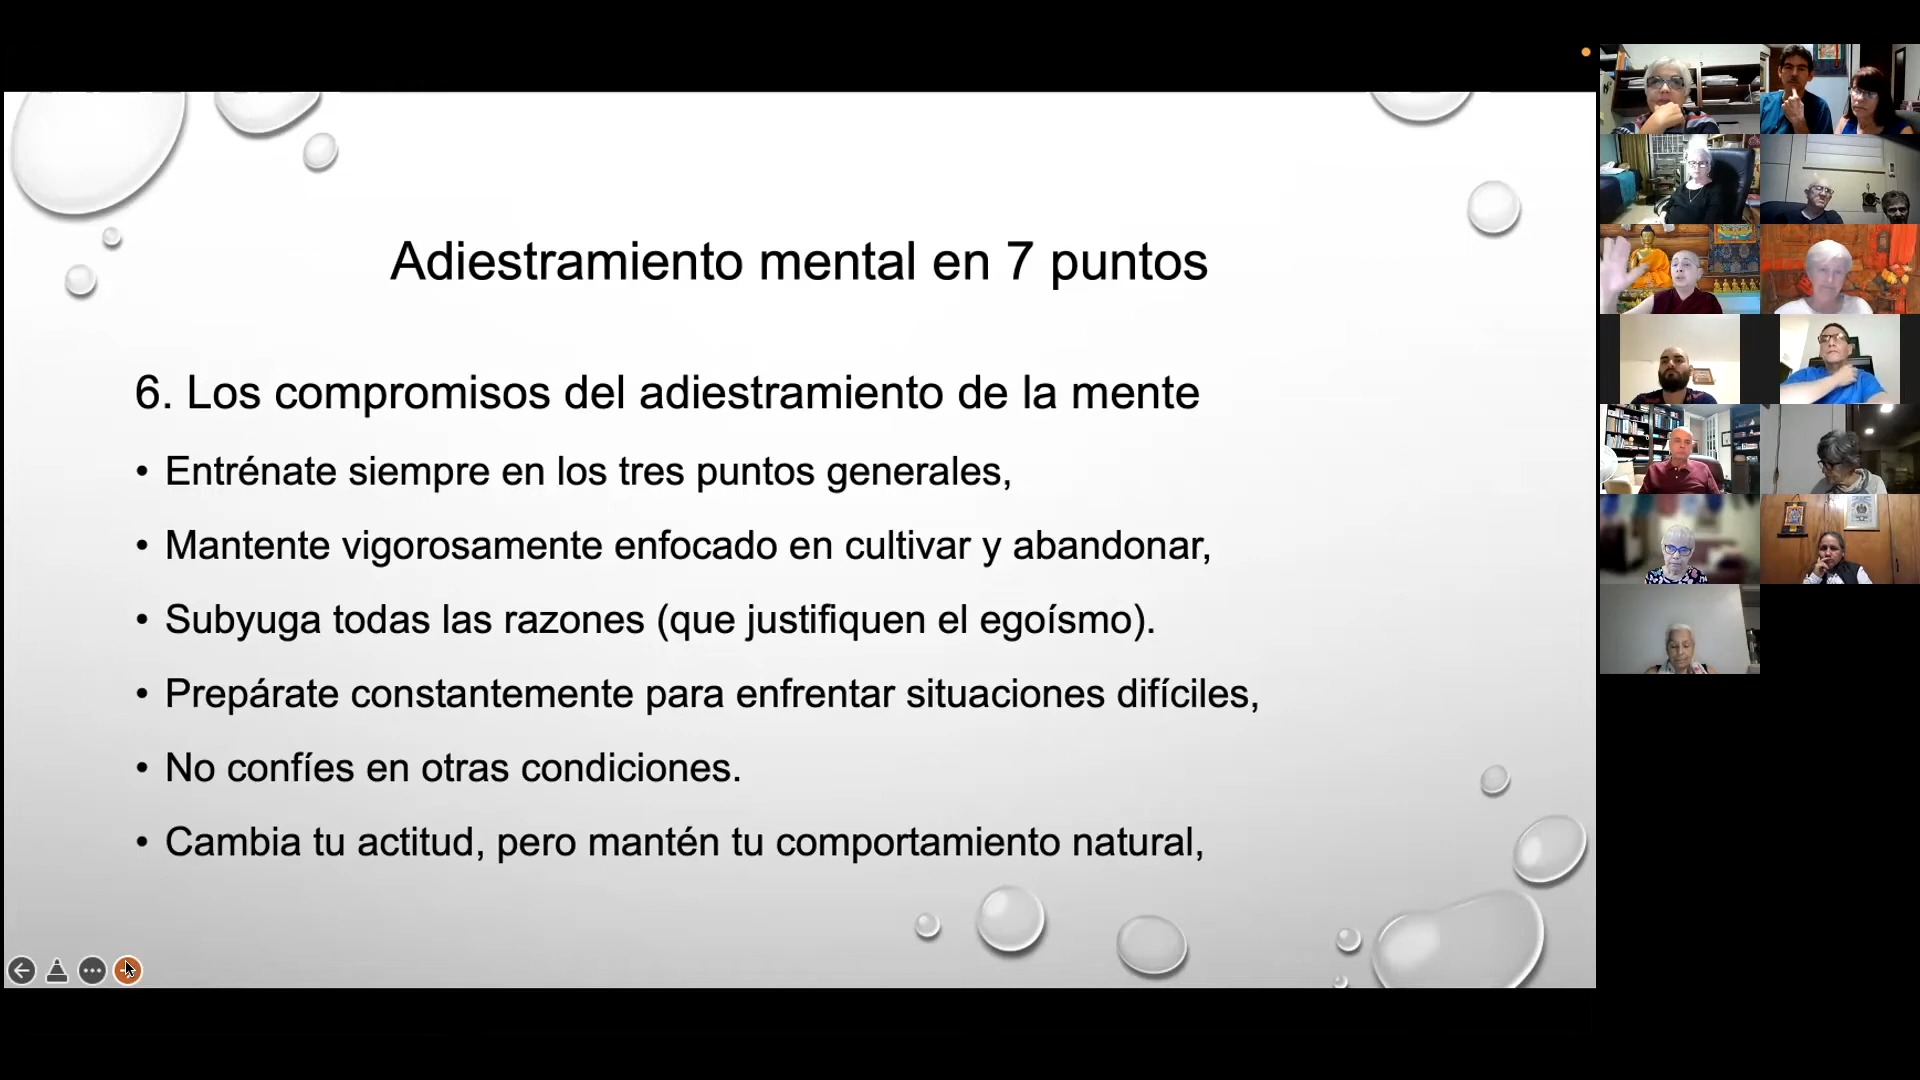 Adiestramiento mental en 7 puntos
6. Los compromisos del adiestramiento de la mente
• Entrénate siempre en los tres puntos generales,
• Mantente vigorosamente enfocado en cultivar y abandonar,
• Subyuga todas las razones (que justifiquen el egoísmo).
• Prepárate constantemente para enfrentar situaciones difíciles,
• No confíes en otras condiciones.
• Cambia tu actitud, pero mantén tu comportamiento natural,